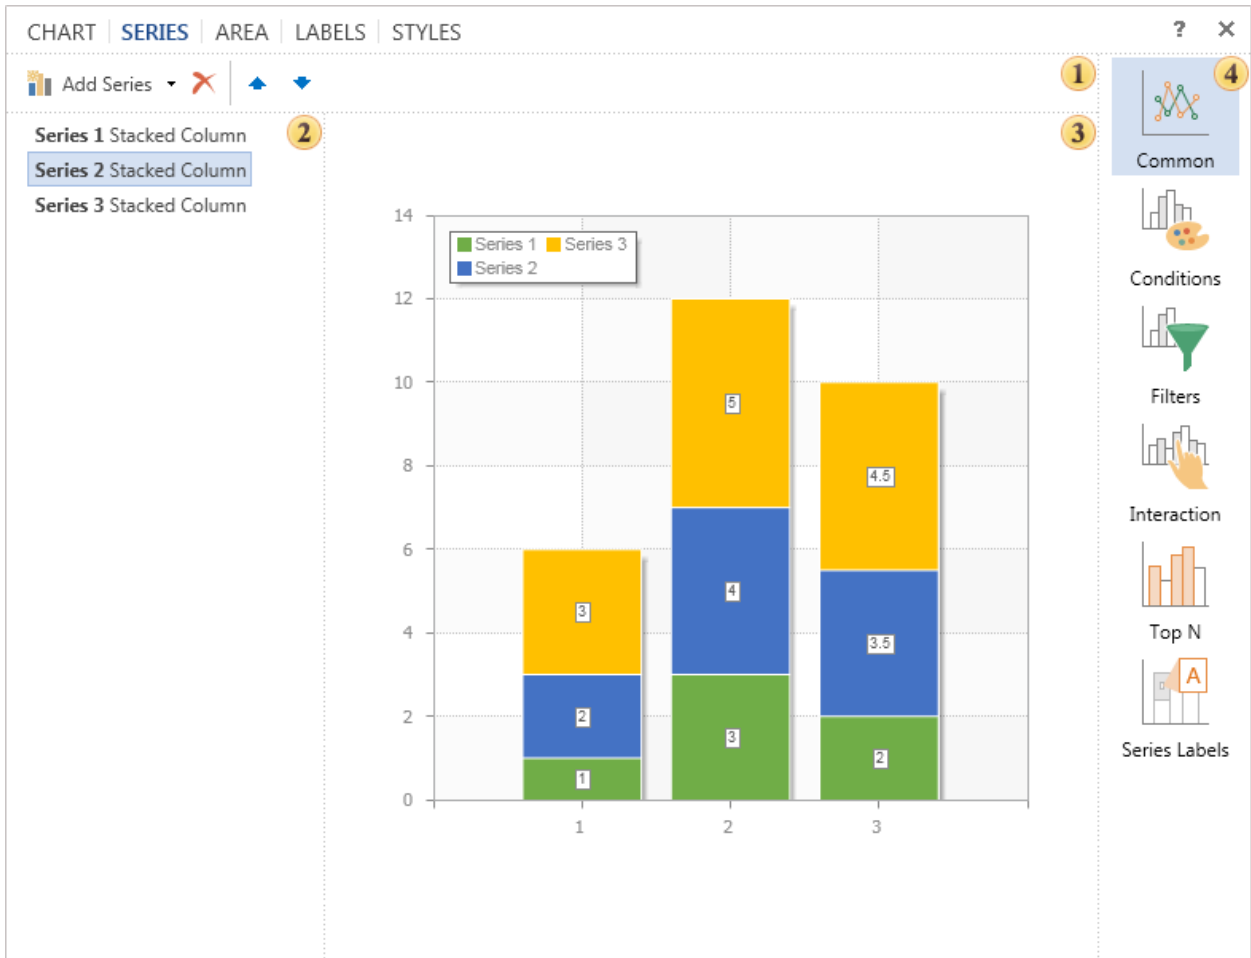 CHART SERIES AREA LABELS STYLES ? ✕
Add Series 1 4
Series 1 Stacked Column 2 3
Series 2 Stacked Column
Series 3 Stacked Column
Common
Conditions
Filters
Interaction
Top N
A
Series Labels
14
Series 1 Series 3
Series 2
12
10
5
8
4.5
6
4
3
4
3.5
2
2
3
2
1
0
1 2 3